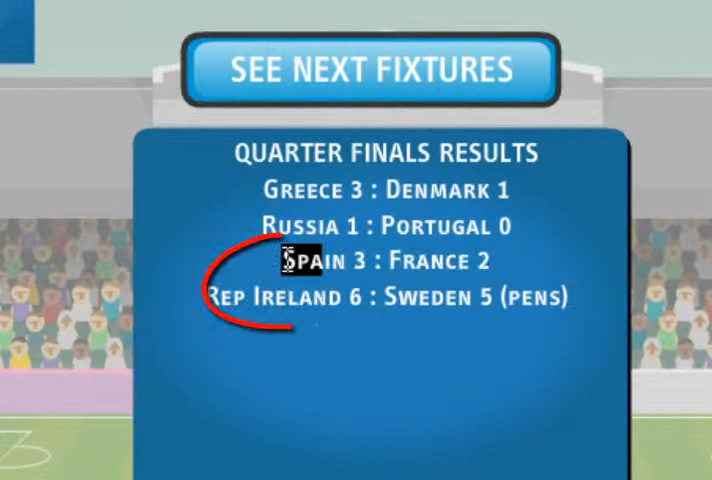 SEE NEXT FIXTURES
QUARTER FINALS RESULTS
GREECE 3 : DENMARK 1
RUSSIA 1 : PORTUGAL 0
SPAIN 3 : FRANCE 2
REP IRELAND 6 : SWEDEN 5 (PENS)